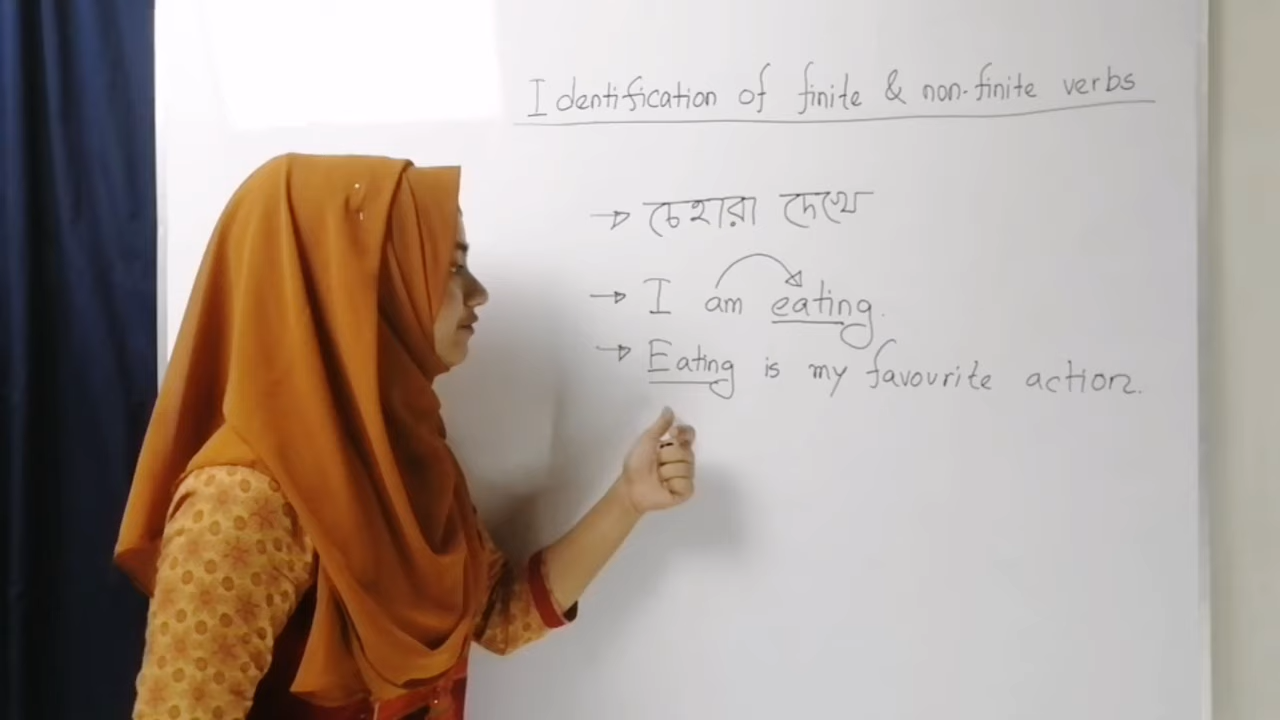 Identification of finite & non-finite verbs
→ চেহারা দেখে
→ I am eating.
→ Eating is my favourite action.